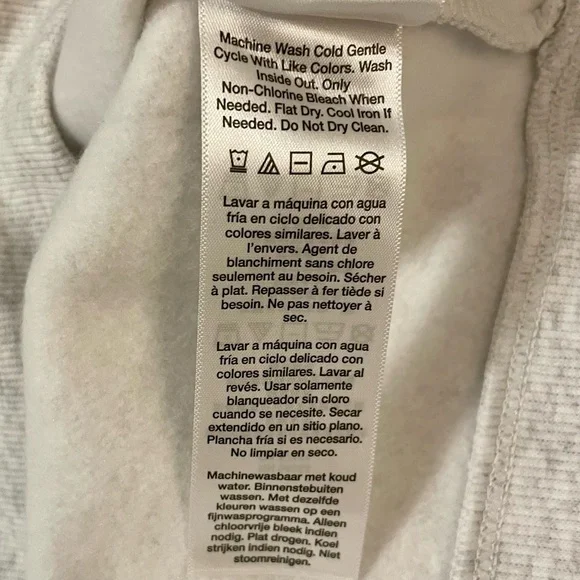 Machine Wash Cold Gentle
Cycle With Like Colors. Wash
Inside Out. Only
Non-Chlorine Bleach When
Needed. Flat Dry. Cool Iron If
Needed. Do Not Dry Clean.
Lavar a máquina con agua
fría en ciclo delicado con
colores similares. Laver à
l'envers. Agent de
blanchiment sans chlore
seulement au besoin. Sécher
à plat. Repasser à fer tiède si
besoin. Ne pas nettoyer à
sec.
Lavar a máquina con agua
fría en ciclo delicado con
colores similares. Lavar al
revés. Usar solamente
blanqueador sin cloro
cuando se necesite. Secar
extendido en un sitio plano.
Plancha fría si es necesario.
No limpiar en seco.
Machinewasbaar met koud
water. Binnenstebuiten
wassen. Met dezelfde
kleuren wassen op een
fijnwasprogramma. Alleen
chloorvrije bleek indien
nodig. Plat drogen. Koel
strijken indien nodig. Niet
stoomreinigen.